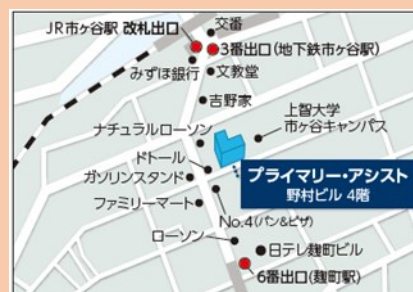 交番
JR市ヶ谷駅 改札出口
3番出口(地下鉄市ヶ谷駅)
みずほ銀行
文教堂
吉野家
上智大学
市ヶ谷キャンパス
ナチュラルローソン
ドトール
ガソリンスタンド
プライマリー・アシスト
野村ビル 4階
ファミリーマート
No.4(パン&ピザ)
ローソン
日テレ麹町ビル
6番出口(麹町駅)